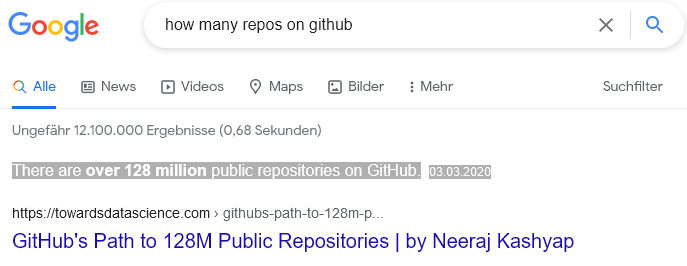 Google how many repos on github
Alle News Videos Maps Bilder Mehr Suchfilter
Ungefähr 12.100.000 Ergebnisse (0,68 Sekunden)
There are over 128 million public repositories on GitHub. 03.03.2020
https://towardsdatascience.com › githubs-path-to-128m-p...
GitHub's Path to 128M Public Repositories | by Neeraj Kashyap